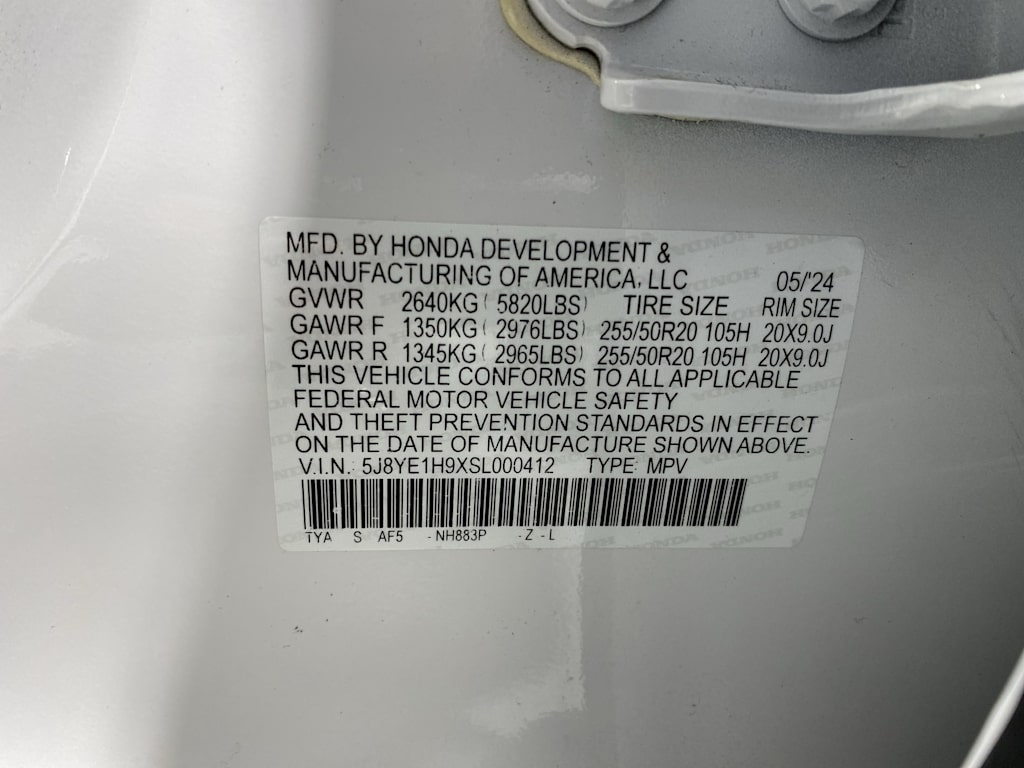 MFD. BY HONDA DEVELOPMENT &
MANUFACTURING OF AMERICA, LLC 05/'24
GVWR 2640KG ( 5820LBS) TIRE SIZE RIM SIZE
GAWR F 1350KG ( 2976LBS) 255/50R20 105H 20X9.0J
GAWR R 1345KG ( 2965LBS) 255/50R20 105H 20X9.0J
THIS VEHICLE CONFORMS TO ALL APPLICABLE
FEDERAL MOTOR VEHICLE SAFETY
AND THEFT PREVENTION STANDARDS IN EFFECT
ON THE DATE OF MANUFACTURE SHOWN ABOVE.
V.I.N.: 5J8YE1H9XSL000412 TYPE: MPV
TYA S AF5 - NH883P - Z - L